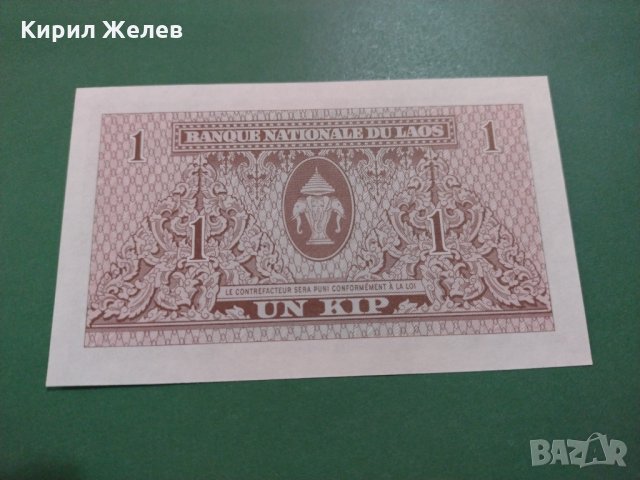 Кирил Желев
1 BANQUE NATIONALE DU LAOS 1
1 1
LE CONTREFACTEUR SERA PUNI CONFORMÉMENT À LA LOI
UN KIP
BAZAR